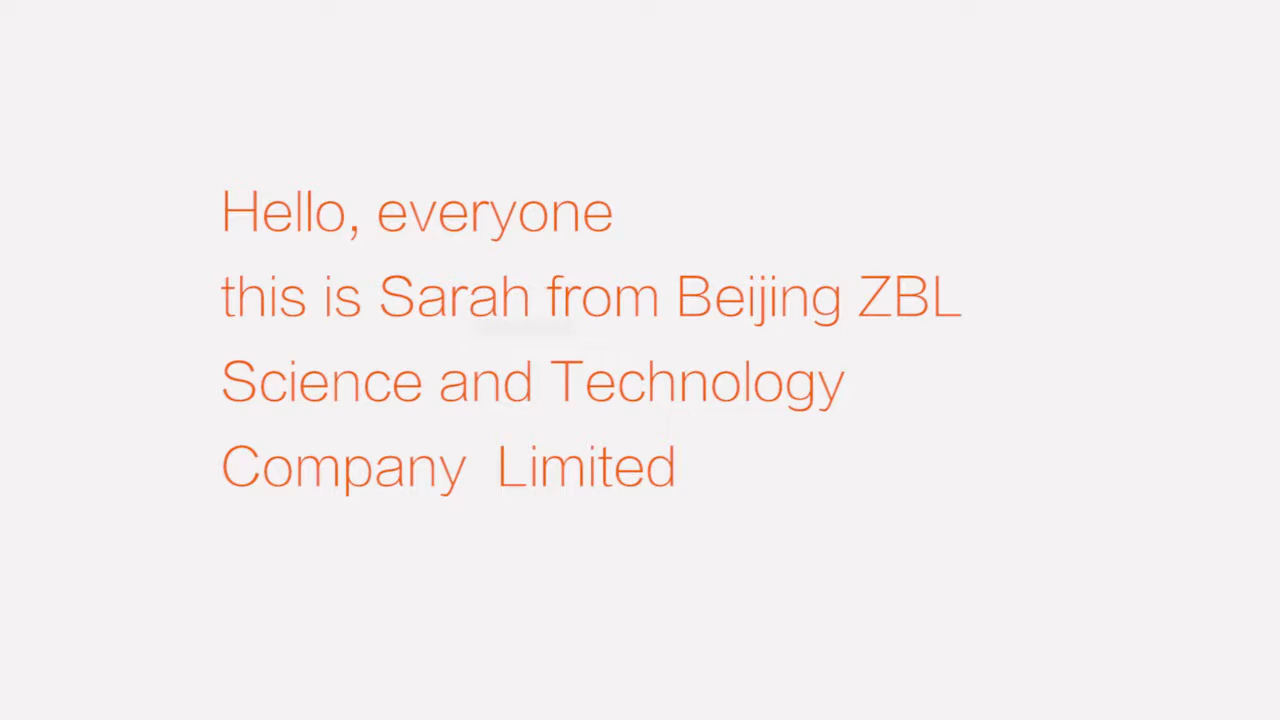 Hello, everyone
this is Sarah from Beijing ZBL
Science and Technology
Company  Limited